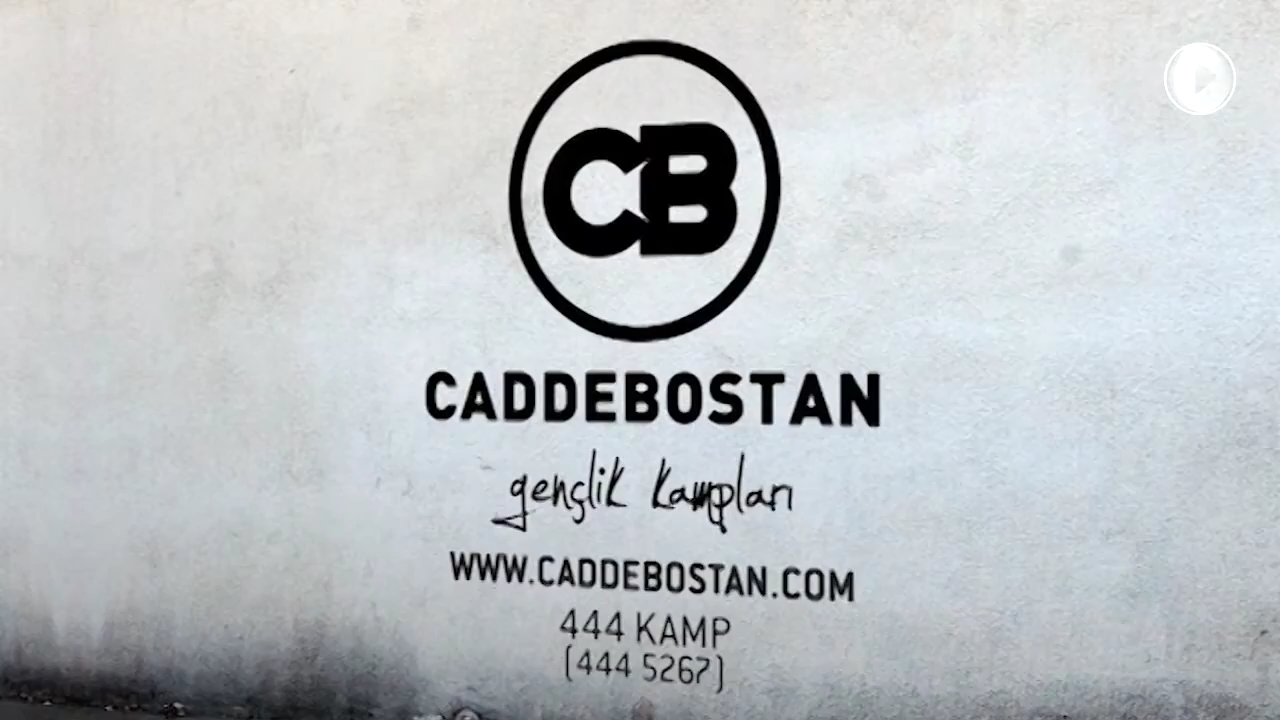 CB
CADDEBOSTAN
gençlik kampları
WWW.CADDEBOSTAN.COM
444 KAMP
(444 5267)